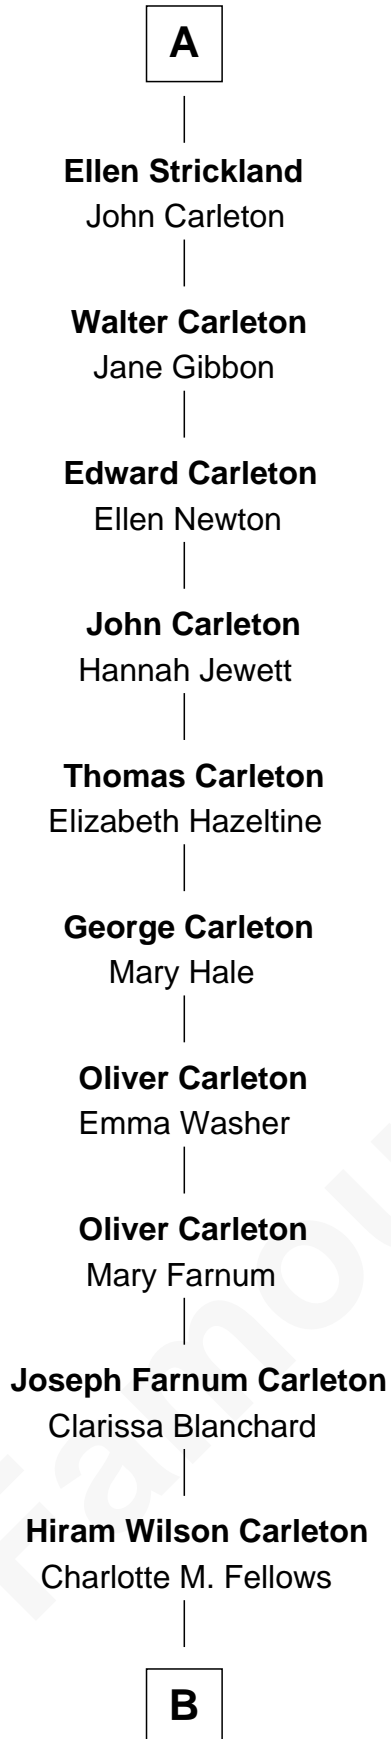 A
Ellen Strickland
John Carleton
Walter Carleton
Jane Gibbon
Edward Carleton
Ellen Newton
John Carleton
Hannah Jewett
Thomas Carleton
Elizabeth Hazeltine
George Carleton
Mary Hale
Oliver Carleton
Emma Washer
Oliver Carleton
Mary Farnum
Joseph Farnum Carleton
Clarissa Blanchard
Hiram Wilson Carleton
Charlotte M. Fellows
B